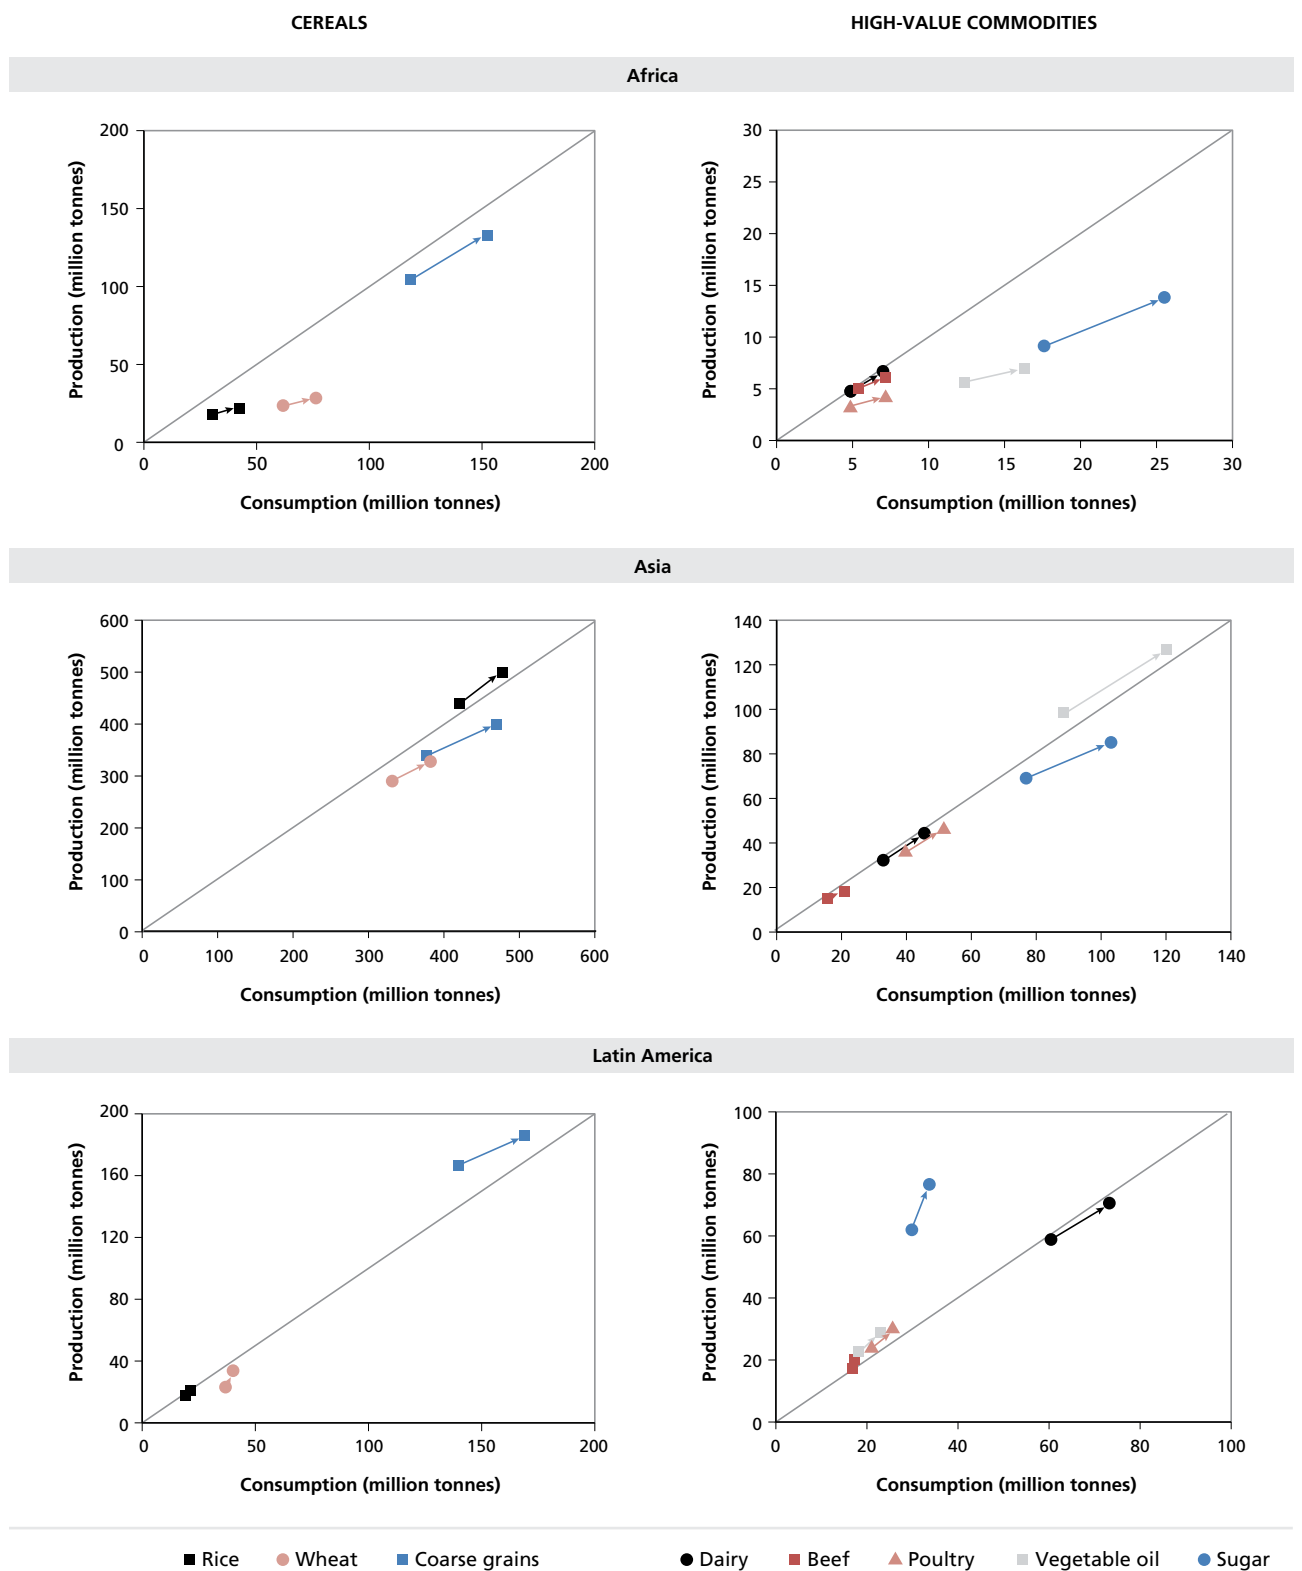 CEREALS HIGH-VALUE COMMODITIES
Africa
Production (million tonnes)
200
150
100
50
0
0 50 100 150 200
Consumption (million tonnes)
Production (million tonnes)
30
25
20
15
10
5
0
0 5 10 15 20 25 30
Consumption (million tonnes)
Asia
Production (million tonnes)
600
500
400
300
200
100
0
0 100 200 300 400 500 600
Consumption (million tonnes)
Production (million tonnes)
140
120
100
80
60
40
20
0
0 20 40 60 80 100 120 140
Consumption (million tonnes)
Latin America
Production (million tonnes)
200
160
120
80
40
0
0 50 100 150 200
Consumption (million tonnes)
Production (million tonnes)
100
80
60
40
20
0
0 20 40 60 80 100
Consumption (million tonnes)
Rice Wheat Coarse grains Dairy Beef Poultry Vegetable oil Sugar